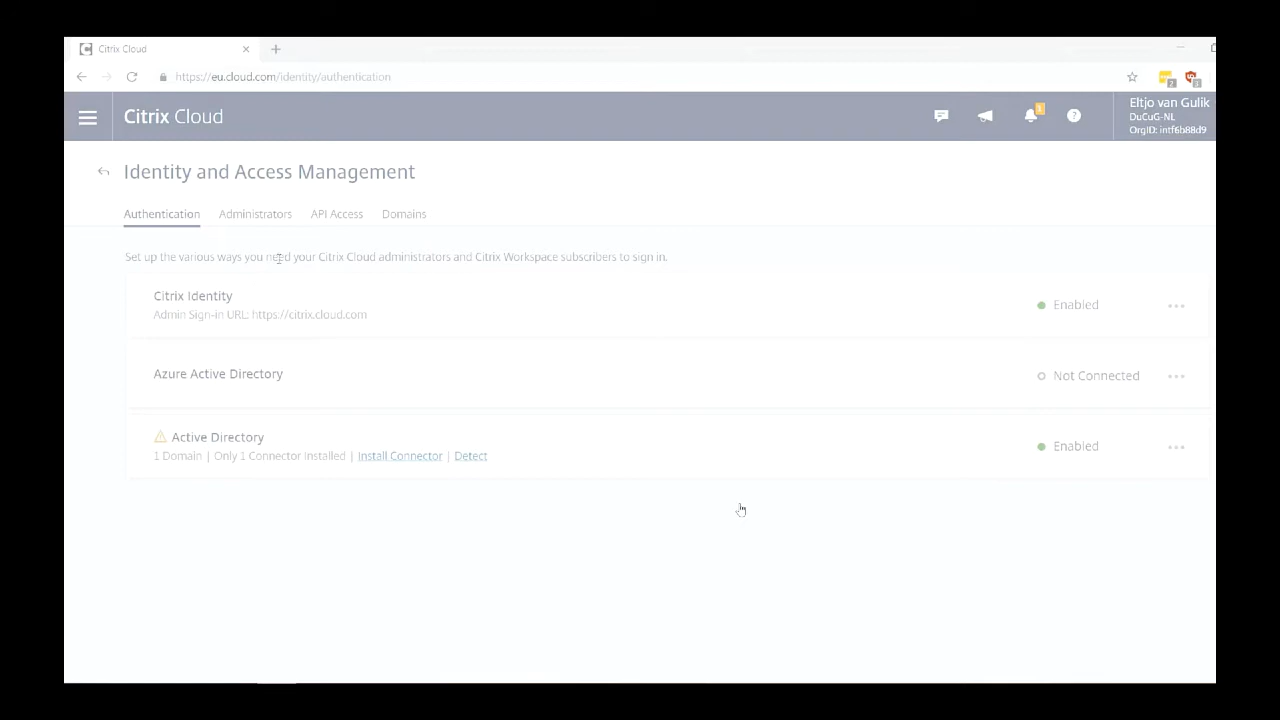 Citrix Cloud
https://eu.cloud.com/identity/authentication
Citrix Cloud
Eltjo van Gulik
DuCuG-NL
OrgID: intf6b88d9
Identity and Access Management
Authentication Administrators API Access Domains
Set up the various ways you need your Citrix Cloud administrators and Citrix Workspace subscribers to sign in.
Citrix Identity
Admin Sign-in URL: https://citrix.cloud.com
Enabled
Azure Active Directory
Not Connected
Active Directory
1 Domain | Only 1 Connector Installed | Install Connector | Detect
Enabled